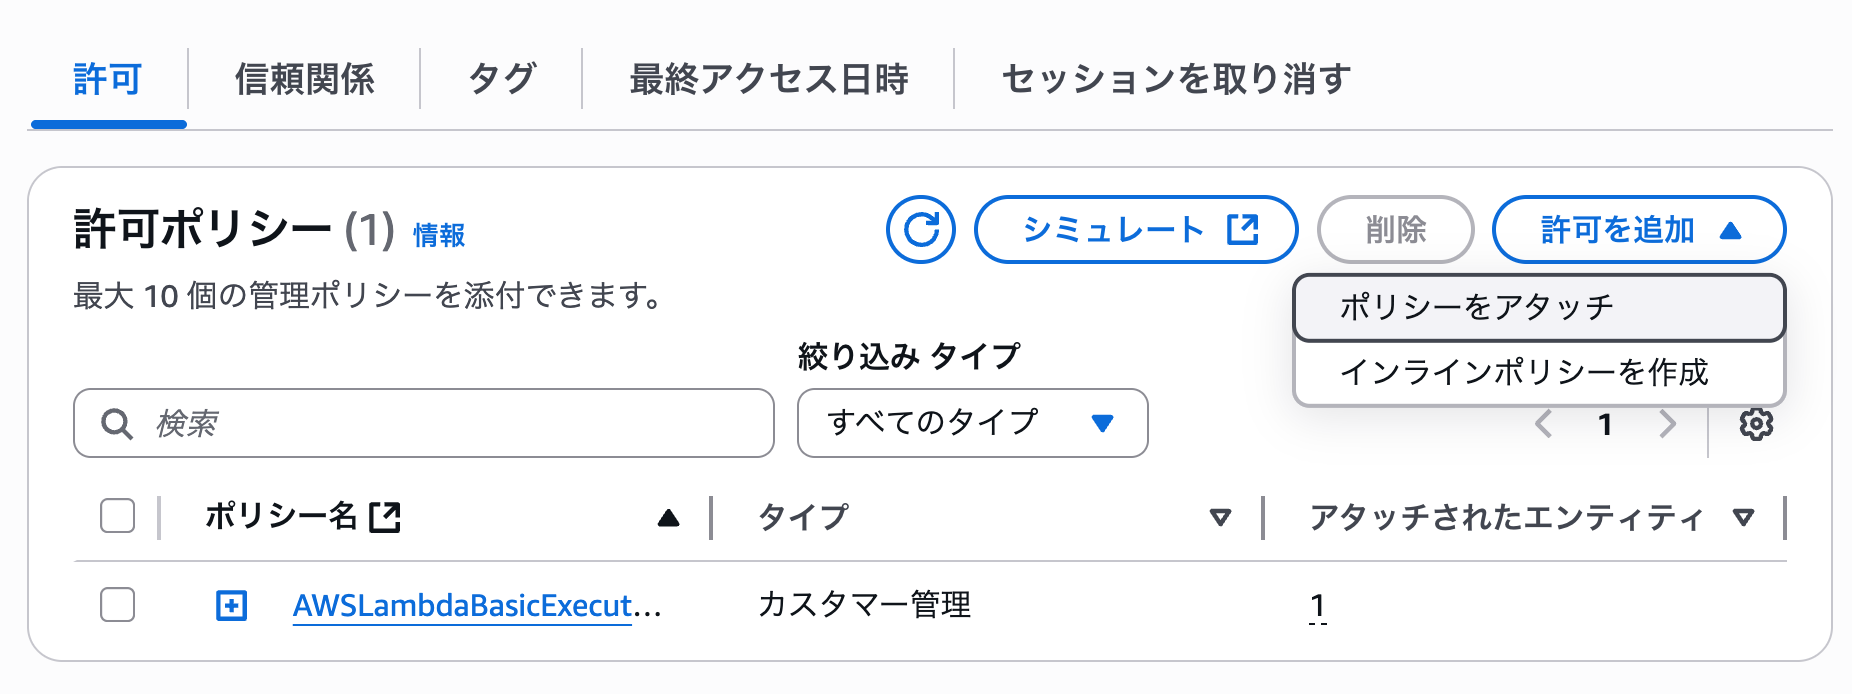 許可 信頼関係 タグ 最終アクセス日時 セッションを取り消す
許可ポリシー (1) 情報
シミュレート 削除 許可を追加
最大 10 個の管理ポリシーを添付できます。
ポリシーをアタッチ
インラインポリシーを作成
絞り込み タイプ
検索 すべてのタイプ 1
ポリシー名 タイプ アタッチされたエンティティ
AWSLambdaBasicExecut... カスタマー管理 1